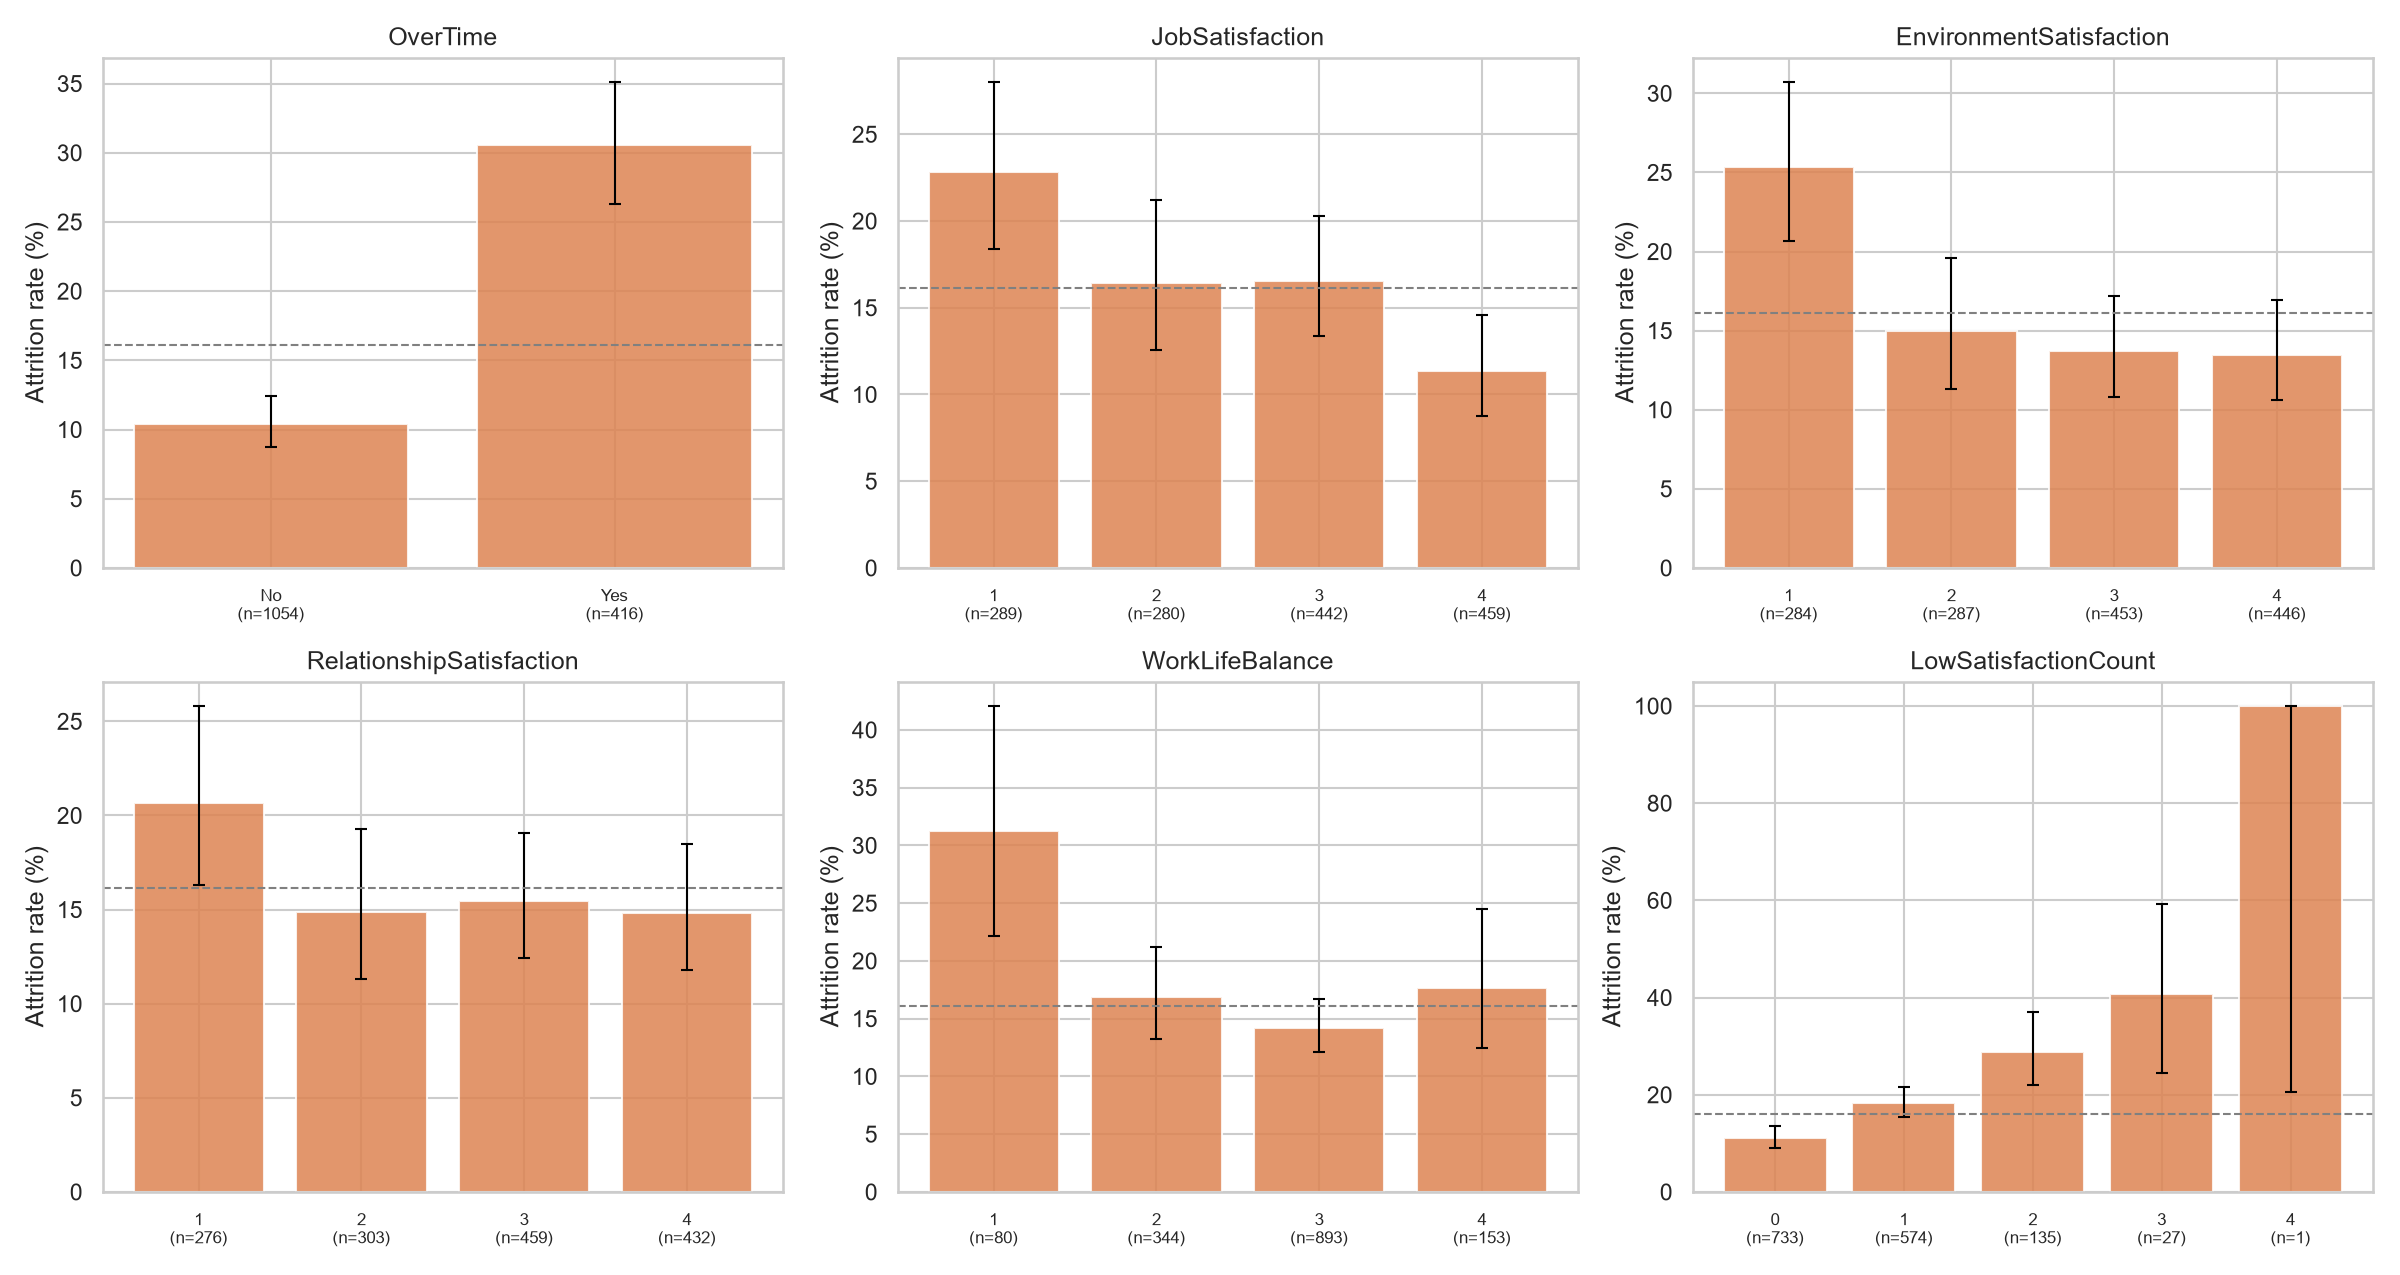 OverTime
Attrition rate (%)
35
30
25
20
15
10
5
0
No
(n=1054)
Yes
(n=416)
JobSatisfaction
Attrition rate (%)
25
20
15
10
5
0
1
(n=289)
2
(n=280)
3
(n=442)
4
(n=459)
EnvironmentSatisfaction
Attrition rate (%)
30
25
20
15
10
5
0
1
(n=284)
2
(n=287)
3
(n=453)
4
(n=446)
RelationshipSatisfaction
Attrition rate (%)
25
20
15
10
5
0
1
(n=276)
2
(n=303)
3
(n=459)
4
(n=432)
WorkLifeBalance
Attrition rate (%)
40
35
30
25
20
15
10
5
0
1
(n=80)
2
(n=344)
3
(n=893)
4
(n=153)
LowSatisfactionCount
Attrition rate (%)
100
80
60
40
20
0
0
(n=733)
1
(n=574)
2
(n=135)
3
(n=27)
4
(n=1)